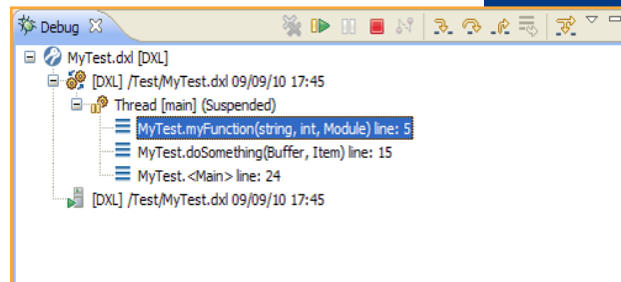 Debug
MyTest.dxl [DXL]
[DXL] /Test/MyTest.dxl 09/09/10 17:45
Thread [main] (Suspended)
MyTest.myFunction(string, int, Module) line: 5
MyTest.doSomething(Buffer, Item) line: 15
MyTest.<Main> line: 24
[DXL] /Test/MyTest.dxl 09/09/10 17:45